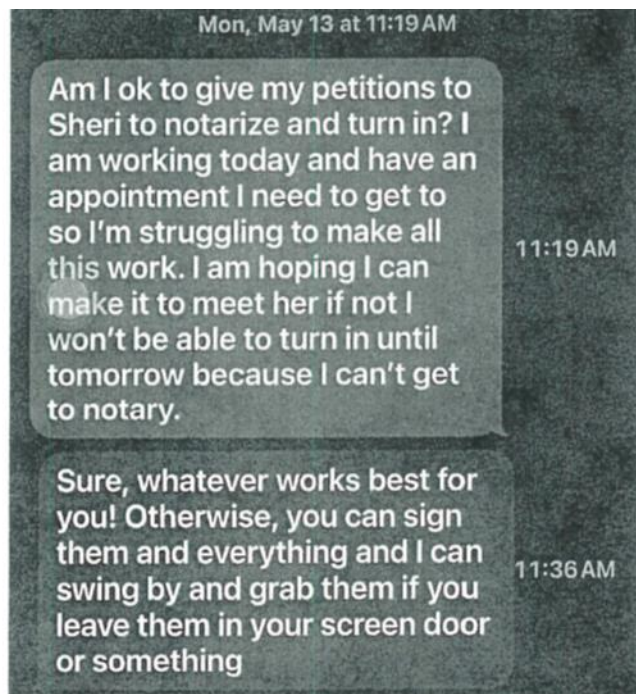 Mon, May 13 at 11:19 AM
Am I ok to give my petitions to
Sheri to notarize and turn in? I
am working today and have an
appointment I need to get to
so I'm struggling to make all
this work. I am hoping I can
make it to meet her if not I
won't be able to turn in until
tomorrow because I can't get
to notary.
11:19 AM
Sure, whatever works best for
you! Otherwise, you can sign
them and everything and I can
swing by and grab them if you
leave them in your screen door
or something
11:36 AM